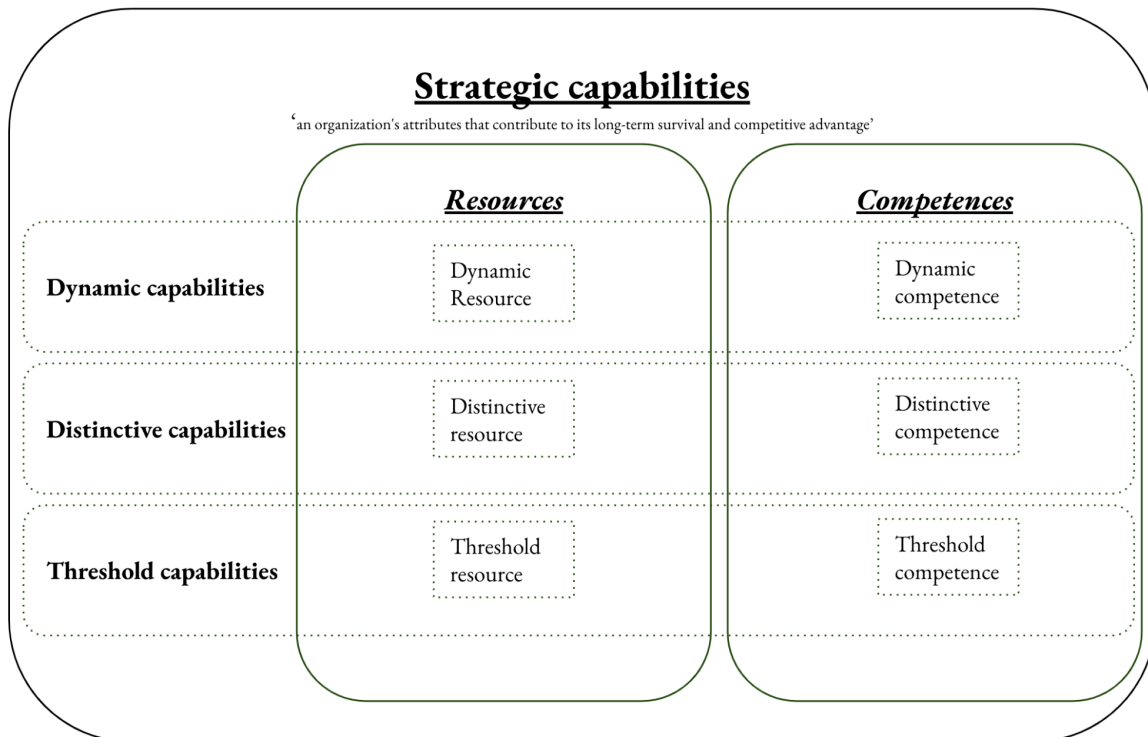 Strategic capabilities
‘an organization's attributes that contribute to its long-term survival and competitive advantage’
Resources
Competences
Dynamic capabilities
Dynamic
Resource
Dynamic
competence
Distinctive capabilities
Distinctive
resource
Distinctive
competence
Threshold capabilities
Threshold
resource
Threshold
competence